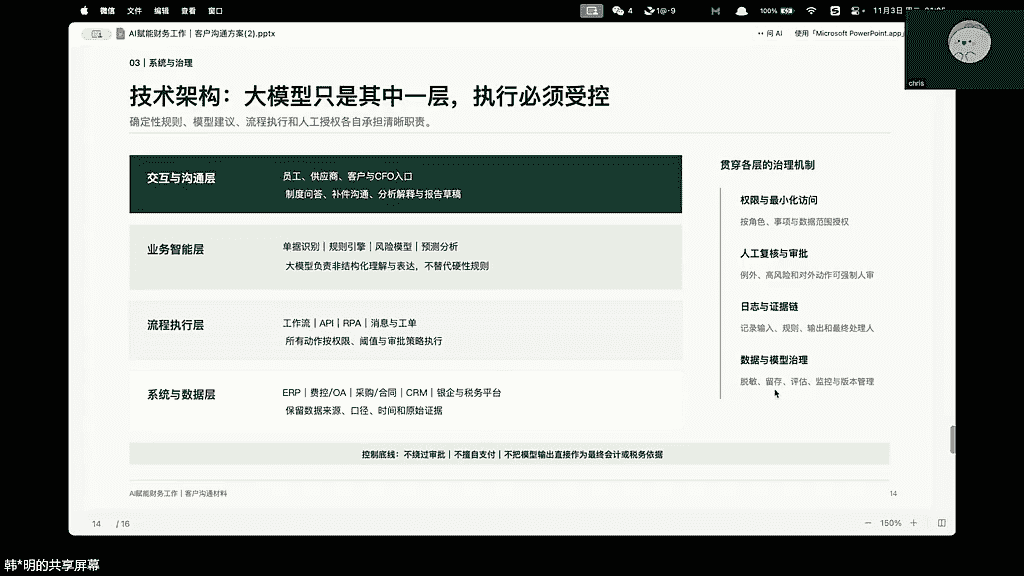 微信 文件 编辑 查看 窗口
4
1@·9
100%
11月3日
AI赋能财务工作｜客户沟通方案(2).pptx
问 AI
使用「Microsoft PowerPoint.app」
chris
03｜系统与治理
技术架构：大模型只是其中一层，执行必须受控
确定性规则、模型建议、流程执行和人工授权各自承担清晰职责。
交互与沟通层
员工、供应商、客户与CFO入口
制度问答、补件沟通、分析解释与报告草稿
业务智能层
单据识别｜规则引擎｜风险模型｜预测分析
大模型负责非结构化理解与表达，不替代硬性规则
流程执行层
工作流｜API｜RPA｜消息与工单
所有动作按权限、阈值与审批策略执行
系统与数据层
ERP｜费控/OA｜采购/合同｜CRM｜银企与税务平台
保留数据来源、口径、时间和原始证据
贯穿各层的治理机制
权限与最小化访问
按角色、事项与数据范围授权
人工复核与审批
例外、高风险和对外动作可强制人审
日志与证据链
记录输入、规则、输出和最终处理人
数据与模型治理
脱敏、留存、评估、监控与版本管理
控制底线：不绕过审批｜不擅自支付｜不把模型输出直接作为最终会计或税务依据
AI赋能财务工作｜客户沟通材料
14
14 / 16
150%
韩*明的共享屏幕